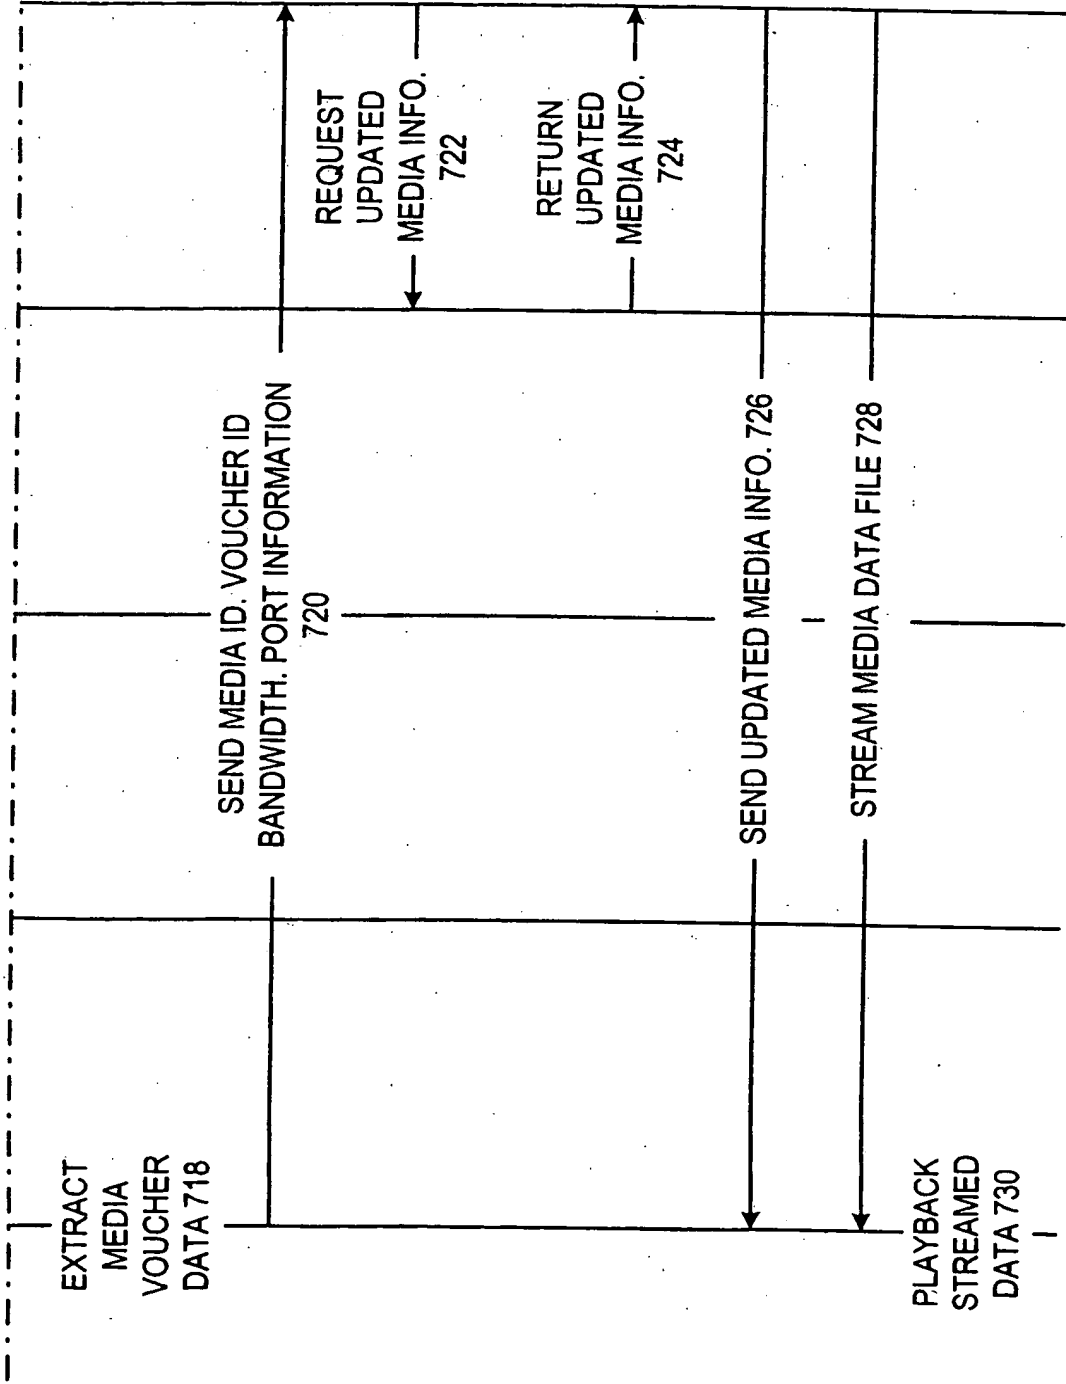 EXTRACT
MEDIA
VOUCHER
DATA 718
SEND MEDIA ID. VOUCHER ID
BANDWIDTH. PORT INFORMATION
720
REQUEST
UPDATED
MEDIA INFO.
722
RETURN
UPDATED
MEDIA INFO.
724
SEND UPDATED MEDIA INFO. 726
STREAM MEDIA DATA FILE 728
PLAYBACK
STREAMED
DATA 730